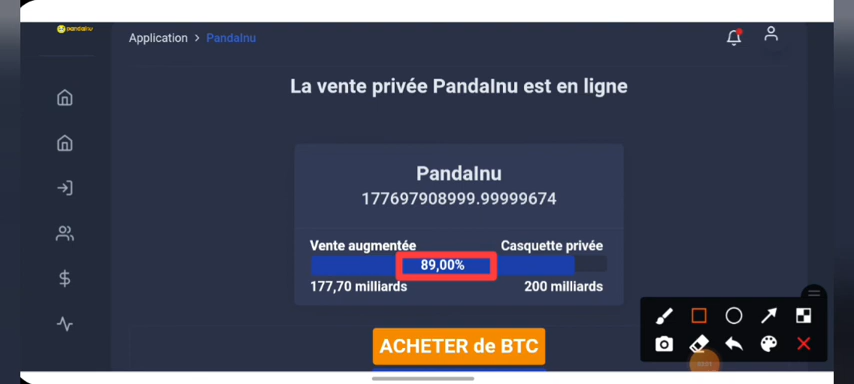 pandaInu
Application > PandaInu
La vente privée PandaInu est en ligne
PandaInu
177697908999.99999674
Vente augmentée Casquette privée
89,00%
177,70 milliards 200 milliards
ACHETER de BTC